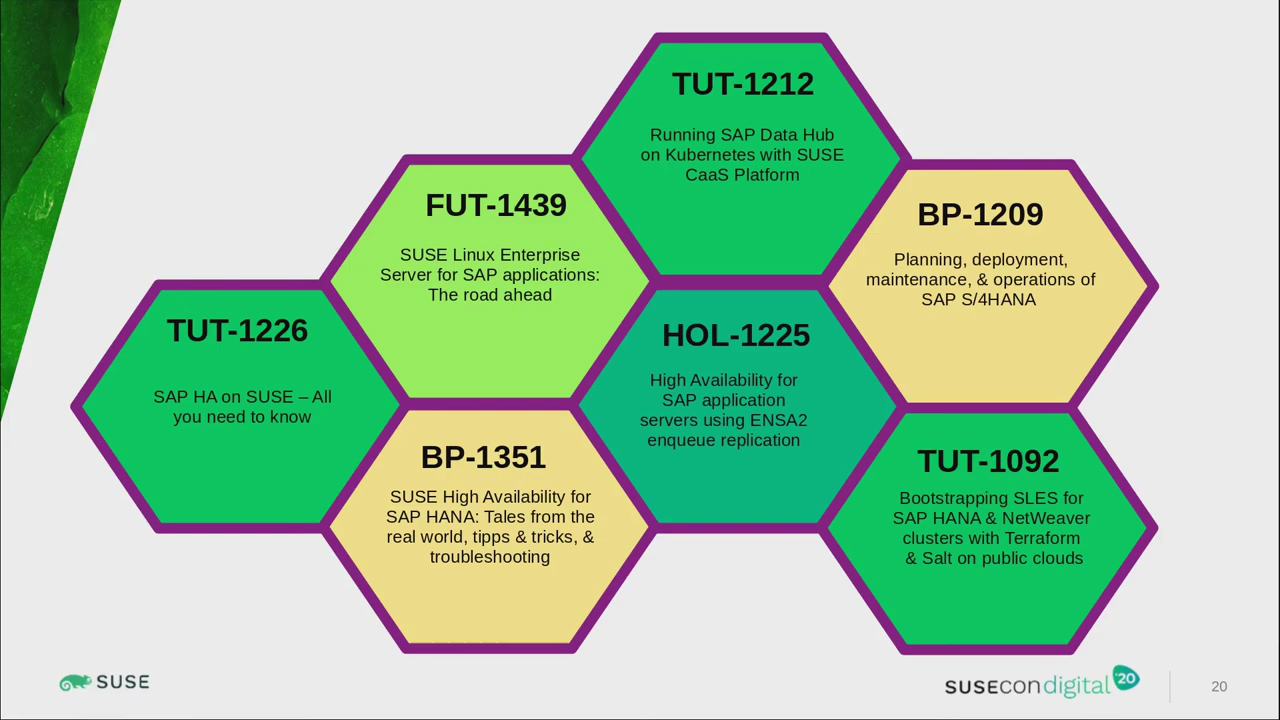 TUT-1212
Running SAP Data Hub
on Kubernetes with SUSE
CaaS Platform
FUT-1439
SUSE Linux Enterprise
Server for SAP applications:
The road ahead
BP-1209
Planning, deployment,
maintenance, & operations of
SAP S/4HANA
TUT-1226
SAP HA on SUSE – All
you need to know
HOL-1225
High Availability for
SAP application
servers using ENSA2
enqueue replication
BP-1351
SUSE High Availability for
SAP HANA: Tales from the
real world, tipps & tricks, &
troubleshooting
TUT-1092
Bootstrapping SLES for
SAP HANA & NetWeaver
clusters with Terraform
& Salt on public clouds
SUSE
SUSECON digital '20
20